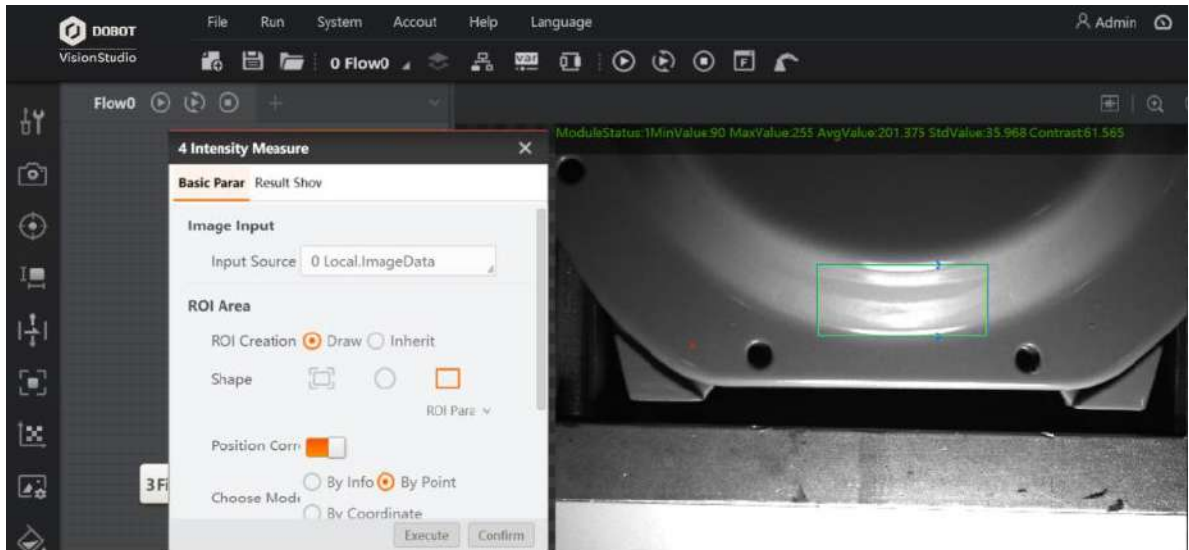 DOBOT
VisionStudio
File Run System Accout Help Language
Admin
0 Flow0
var
F
Flow0
ModuleStatus:1MinValue:90 MaxValue:255 AvgValue:201.375 StdValue:35.968 Contrast:61.565
4 Intensity Measure
Basic Parar Result Shov
Image Input
Input Source 0 Local.ImageData
ROI Area
ROI Creation Draw Inherit
Shape
ROI Para
Position Corr
By Info By Point
Choose Mode
By Coordinate
3Fi
Execute Confirm